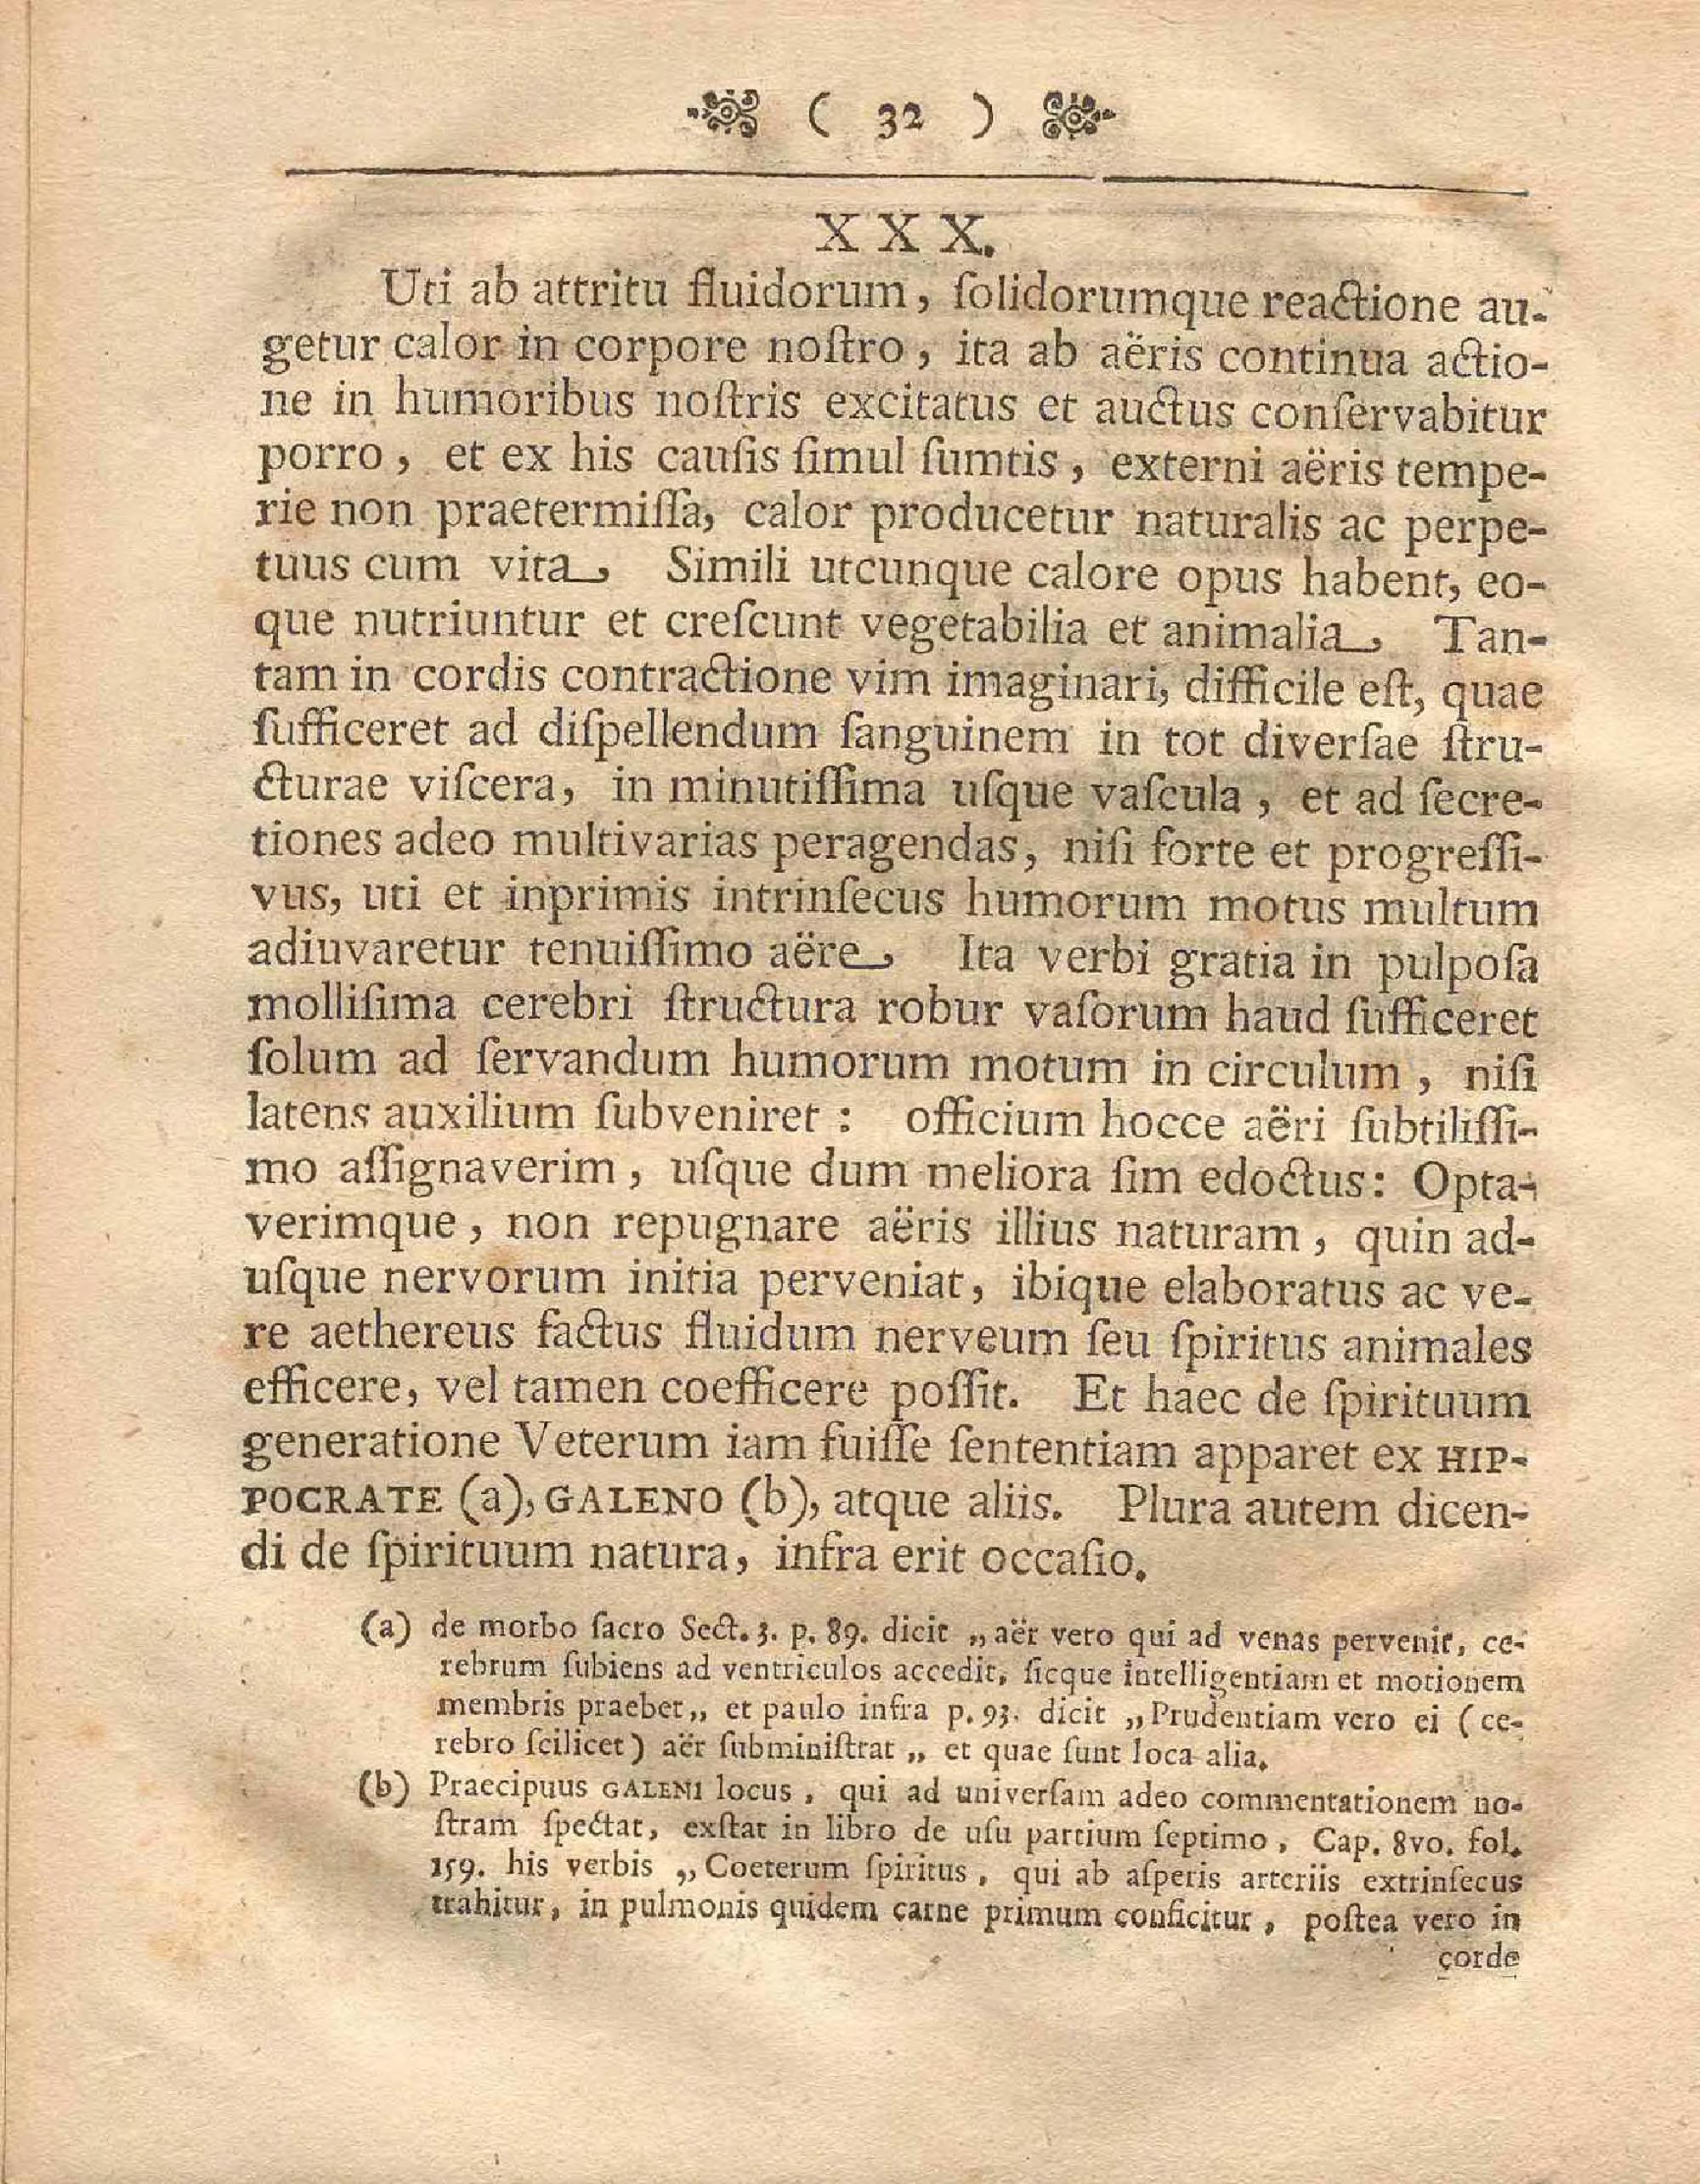 ( 32 )
XXX.
Uti ab attritu fluidorum, ſolidorumque reactione au-
getur calor in corpore noſtro, ita ab aëris continua actio-
ne in humoribus noſtris excitatus et auctus conſervabitur
porro, et ex his cauſis ſimul ſumtis, externi aëris tempe-
rie non praetermiſſa, calor producetur naturalis ac perpe-
tuus cum vita. Simili utcunque calore opus habent, eo-
que nutriuntur et creſcunt vegetabilia et animalia. Tan-
tam in cordis contractione vim imaginari, difficile eſt, quae
ſufficeret ad diſpellendum ſanguinem in tot diverſae ſtru-
cturae viſcera, in minutiſſima uſque vaſcula, et ad ſecre-
tiones adeo multivarias peragendas, niſi forte et progreſſi-
vus, uti et inprimis intrinſecus humorum motus multum
adiuvaretur tenuiſſimo aëre. Ita verbi gratia in pulpoſa
molliſima cerebri ſtructura robur vaſorum haud ſufficeret
ſolum ad ſervandum humorum motum in circulum, niſi
latens auxilium ſubveniret: officium hocce aëri ſubtiliſſi-
mo aſſignaverim, uſque dum meliora ſim edoctus: Opta-
verimque, non repugnare aëris illius naturam, quin ad-
uſque nervorum initia perveniat, ibique elaboratus ac ve-
re aethereus factus fluidum nerveum ſeu ſpiritus animales
efficere, vel tamen coefficere poſſit. Et haec de ſpirituum
generatione Veterum iam fuiſſe ſententiam apparet ex HIP-
POCRATE (a), GALENO (b), atque aliis. Plura autem dicen-
di de ſpirituum natura, infra erit occaſio.
(a) de morbo ſacro Sect. 3. p. 89. dicit „aër vero qui ad venas pervenit, ce-
rebrum ſubiens ad ventriculos accedit, ſicque intelligentiam et motionem
membris praebet„ et paulo infra p. 93. dicit „Prudentiam vero ei (ce-
rebro ſcilicet) aër ſubminiſtrat„ et quae ſunt loca alia.
(b) Praecipuus GALENI locus, qui ad univerſam adeo commentationem no-
ſtram ſpectat, exſtat in libro de uſu partium ſeptimo, Cap. 8vo. fol.
159. his verbis „Coeterum ſpiritus, qui ab aſperis arteriis extrinſecus
trahitur, in pulmonis quidem carne primum conficitur, poſtea vero in
corde